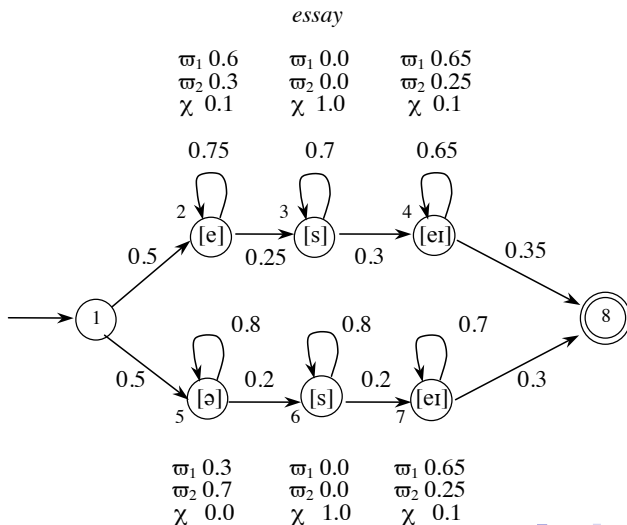 essay
ϖ1 0.6 ϖ1 0.0 ϖ1 0.65
ϖ2 0.3 ϖ2 0.0 ϖ2 0.25
χ 0.1 χ 1.0 χ 0.1
0.75 0.7 0.65
2 3 4
[e] [s] [eɪ]
0.5 0.25 0.3 0.35
1 8
0.8 0.8 0.7
0.5 0.2 0.2 0.3
[ə] [s] [eɪ]
5 6 7
ϖ1 0.3 ϖ1 0.0 ϖ1 0.65
ϖ2 0.7 ϖ2 0.0 ϖ2 0.25
χ 0.0 χ 1.0 χ 0.1